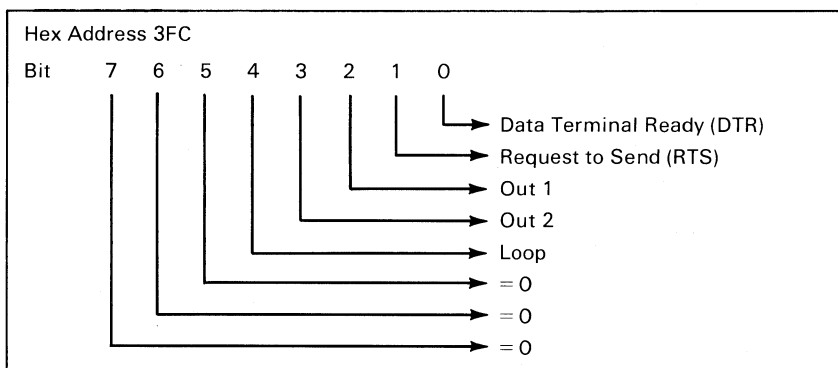 Hex Address 3FC
Bit 7 6 5 4 3 2 1 0
Data Terminal Ready (DTR)
Request to Send (RTS)
Out 1
Out 2
Loop
= 0
= 0
= 0